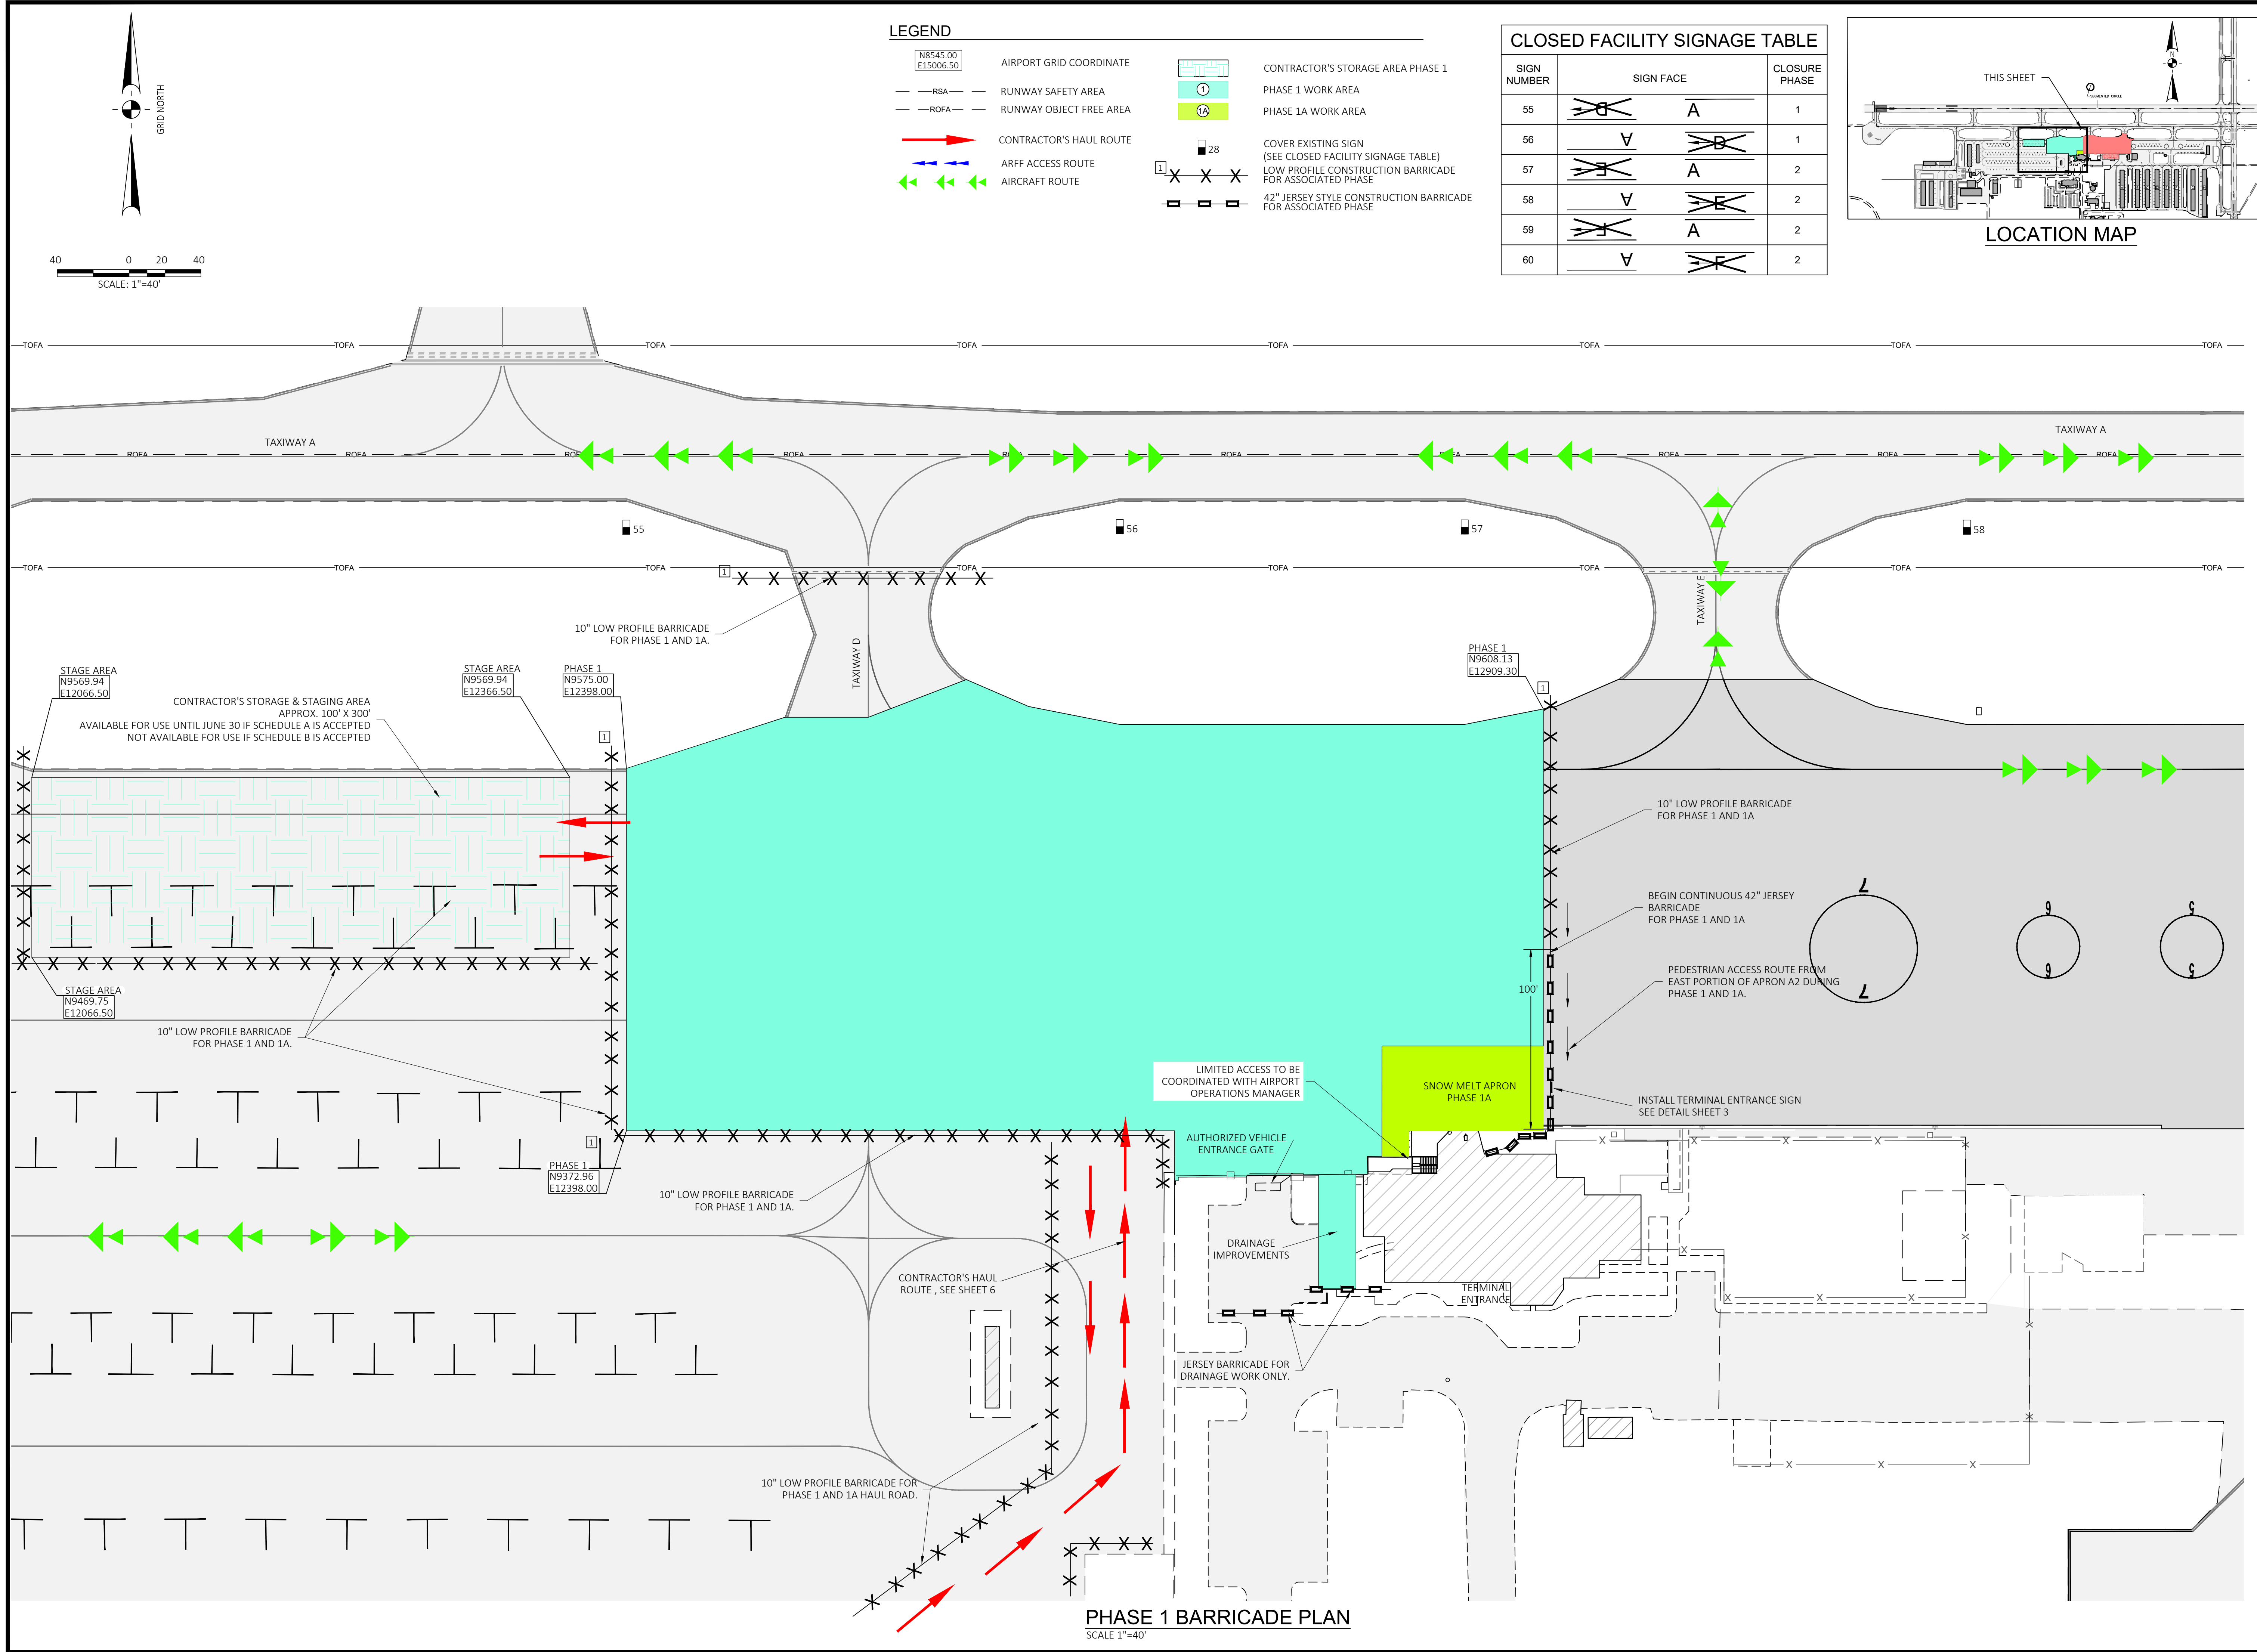 LEGEND
N8545.00
E15006.50
AIRPORT GRID COORDINATE
RSA
RUNWAY SAFETY AREA
ROFA
RUNWAY OBJECT FREE AREA
CONTRACTOR'S HAUL ROUTE
ARFF ACCESS ROUTE
AIRCRAFT ROUTE
CONTRACTOR'S STORAGE AREA PHASE 1
1
PHASE 1 WORK AREA
1A
PHASE 1A WORK AREA
28
COVER EXISTING SIGN
(SEE CLOSED FACILITY SIGNAGE TABLE)
1
X X X
LOW PROFILE CONSTRUCTION BARRICADE
FOR ASSOCIATED PHASE
42" JERSEY STYLE CONSTRUCTION BARRICADE
FOR ASSOCIATED PHASE
CLOSED FACILITY SIGNAGE TABLE
SIGN NUMBER SIGN FACE CLOSURE PHASE
55 D A 1
56 A D 1
57 E A 2
58 A E 2
59 F A 2
60 A F 2
THIS SHEET
N
SEGMENTED CIRCLE
LOCATION MAP
GRID NORTH
40 0 20 40
SCALE: 1"=40'
TOFA TOFA TOFA TOFA TOFA TOFA TOFA TOFA
TAXIWAY A
TAXIWAY A
ROFA ROFA ROFA ROFA ROFA ROFA ROFA ROFA
55
56
57
58
TOFA TOFA TOFA TOFA TOFA TOFA TOFA TOFA
1
10" LOW PROFILE BARRICADE
FOR PHASE 1 AND 1A.
TAXIWAY D
TAXIWAY E
STAGE AREA
N9569.94
E12066.50
STAGE AREA
N9569.94
E12366.50
PHASE 1
N9575.00
E12398.00
PHASE 1
N9608.13
E12909.30
1
1
CONTRACTOR'S STORAGE & STAGING AREA
APPROX. 100' X 300'
AVAILABLE FOR USE UNTIL JUNE 30 IF SCHEDULE A IS ACCEPTED
NOT AVAILABLE FOR USE IF SCHEDULE B IS ACCEPTED
10" LOW PROFILE BARRICADE
FOR PHASE 1 AND 1A
BEGIN CONTINUOUS 42" JERSEY
BARRICADE
FOR PHASE 1 AND 1A
7
7
6
6
5
5
PEDESTRIAN ACCESS ROUTE FROM
EAST PORTION OF APRON A2 DURING
PHASE 1 AND 1A.
100'
STAGE AREA
N9469.75
E12066.50
10" LOW PROFILE BARRICADE
FOR PHASE 1 AND 1A.
LIMITED ACCESS TO BE
COORDINATED WITH AIRPORT
OPERATIONS MANAGER
SNOW MELT APRON
PHASE 1A
INSTALL TERMINAL ENTRANCE SIGN
SEE DETAIL SHEET 3
1
PHASE 1
N9372.96
E12398.00
10" LOW PROFILE BARRICADE
FOR PHASE 1 AND 1A.
AUTHORIZED VEHICLE
ENTRANCE GATE
DRAINAGE
IMPROVEMENTS
CONTRACTOR'S HAUL
ROUTE , SEE SHEET 6
TERMINAL
ENTRANCE
JERSEY BARRICADE FOR
DRAINAGE WORK ONLY.
10" LOW PROFILE BARRICADE FOR
PHASE 1 AND 1A HAUL ROAD.
PHASE 1 BARRICADE PLAN
SCALE 1"=40'